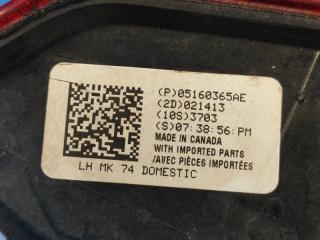 (P)05160365AE
(2D)021413
(10S)3703
(S)07:38:56:PM
MADE IN CANADA
WITH IMPORTED PARTS
/AVEC PIÈCES IMPORTÉES
LH MK 74 DOMESTIC